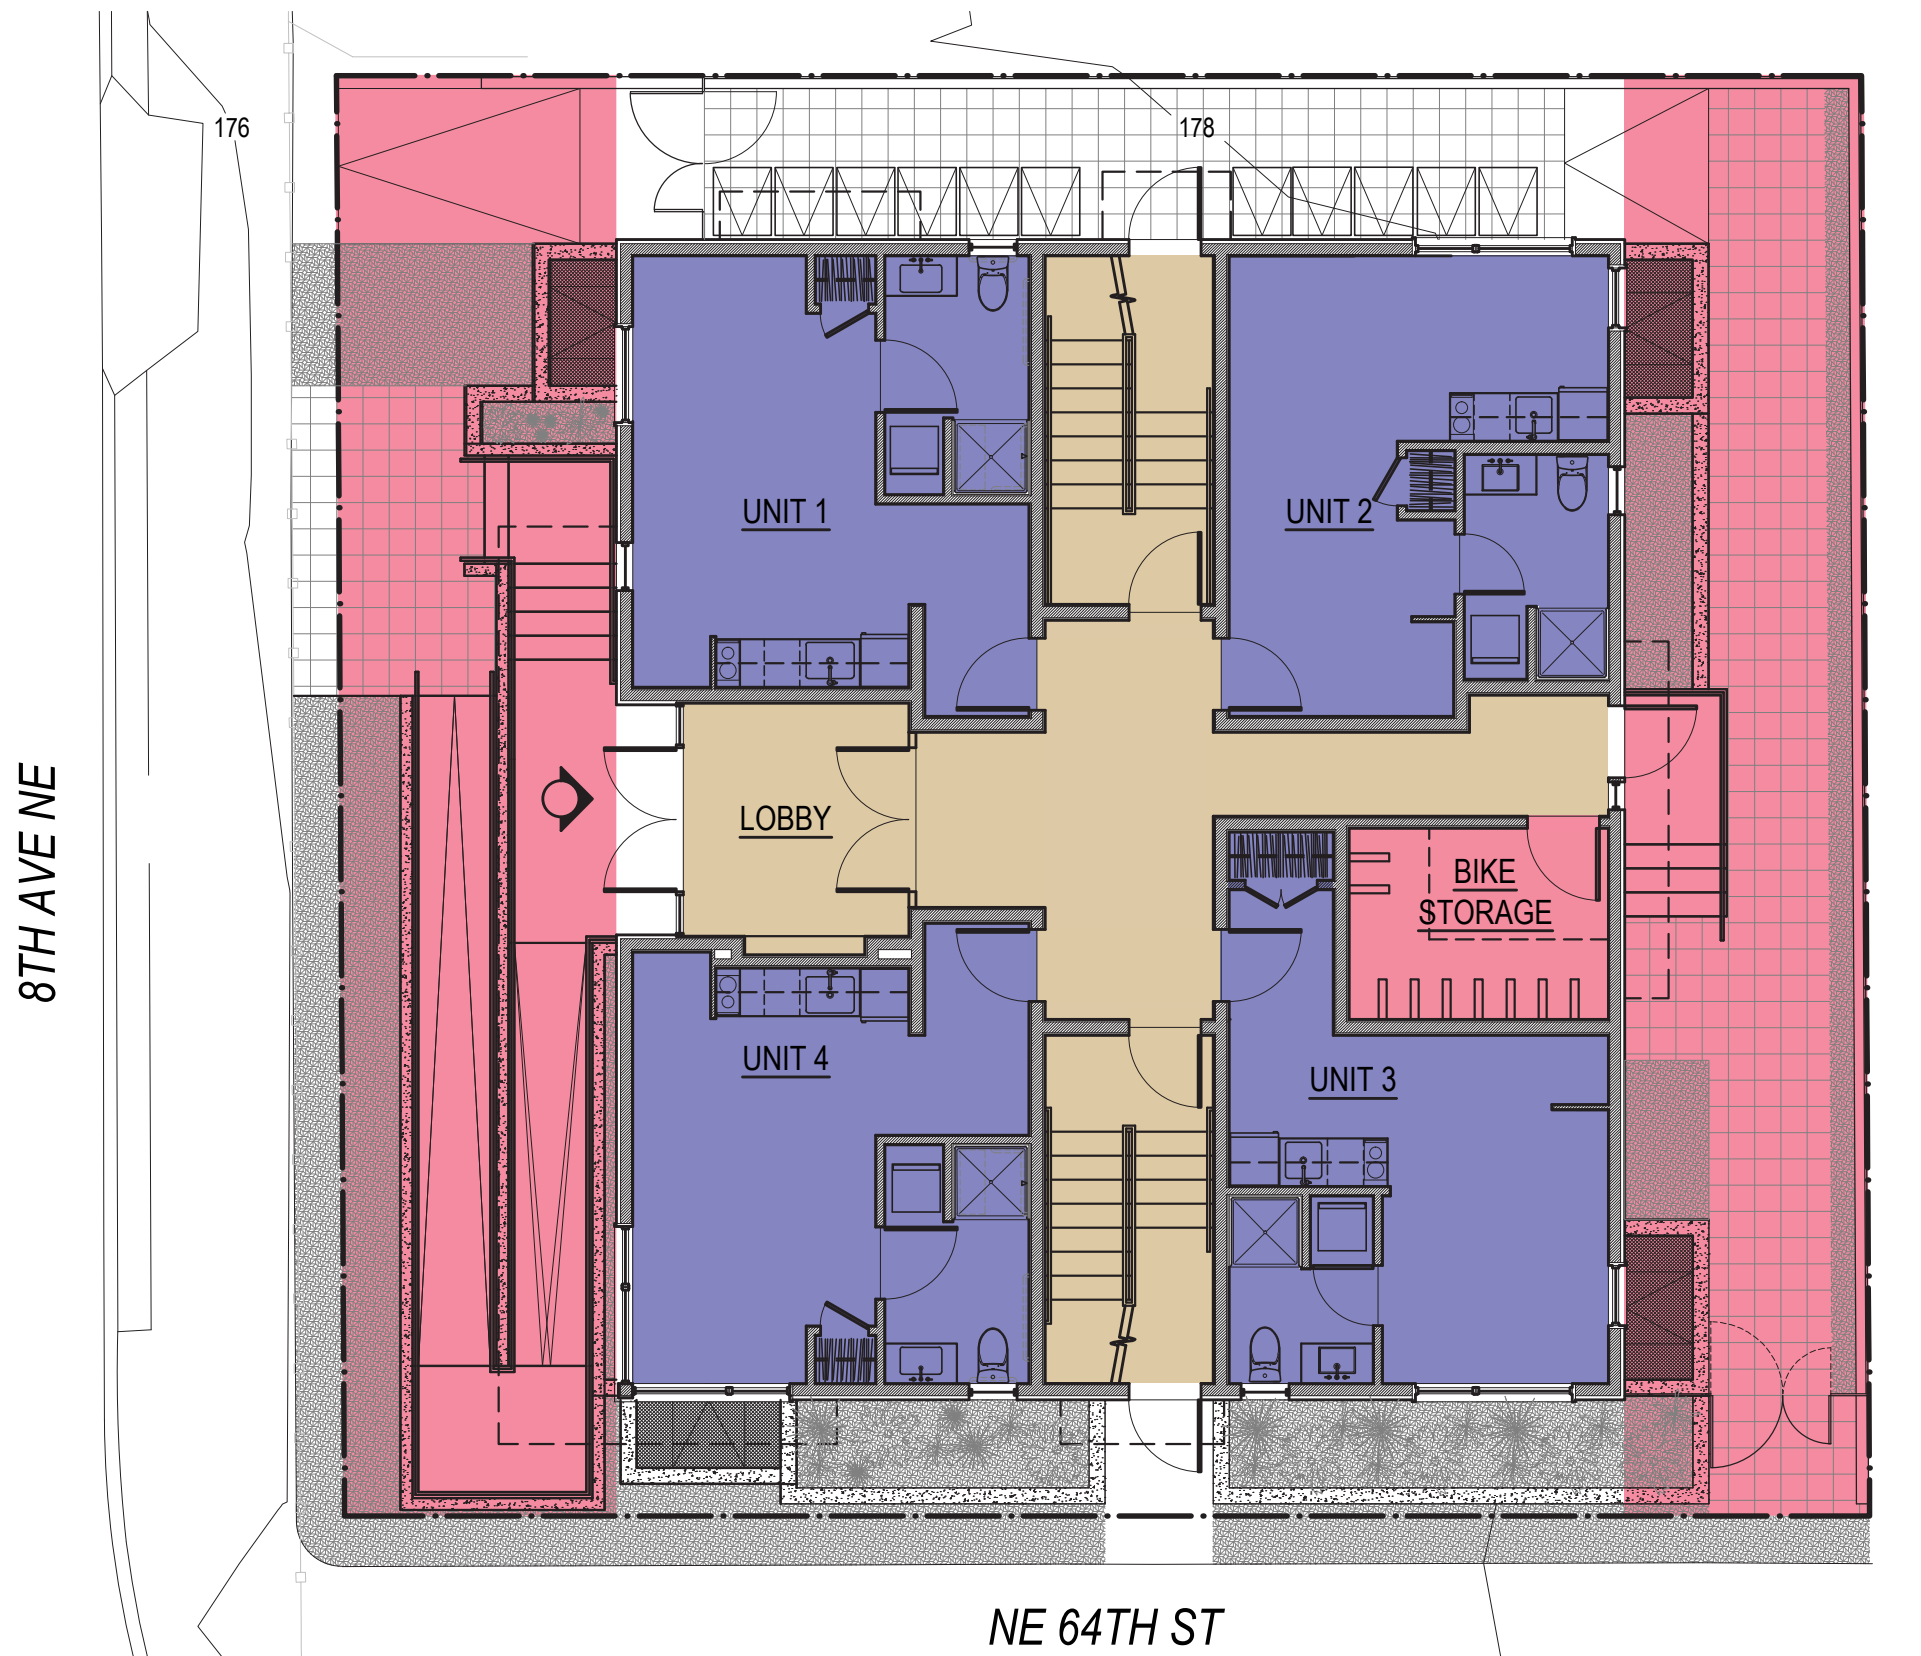 176
178
UNIT 1
UNIT 2
8TH AVE NE
LOBBY
BIKE
STORAGE
UNIT 4
UNIT 3
NE 64TH ST